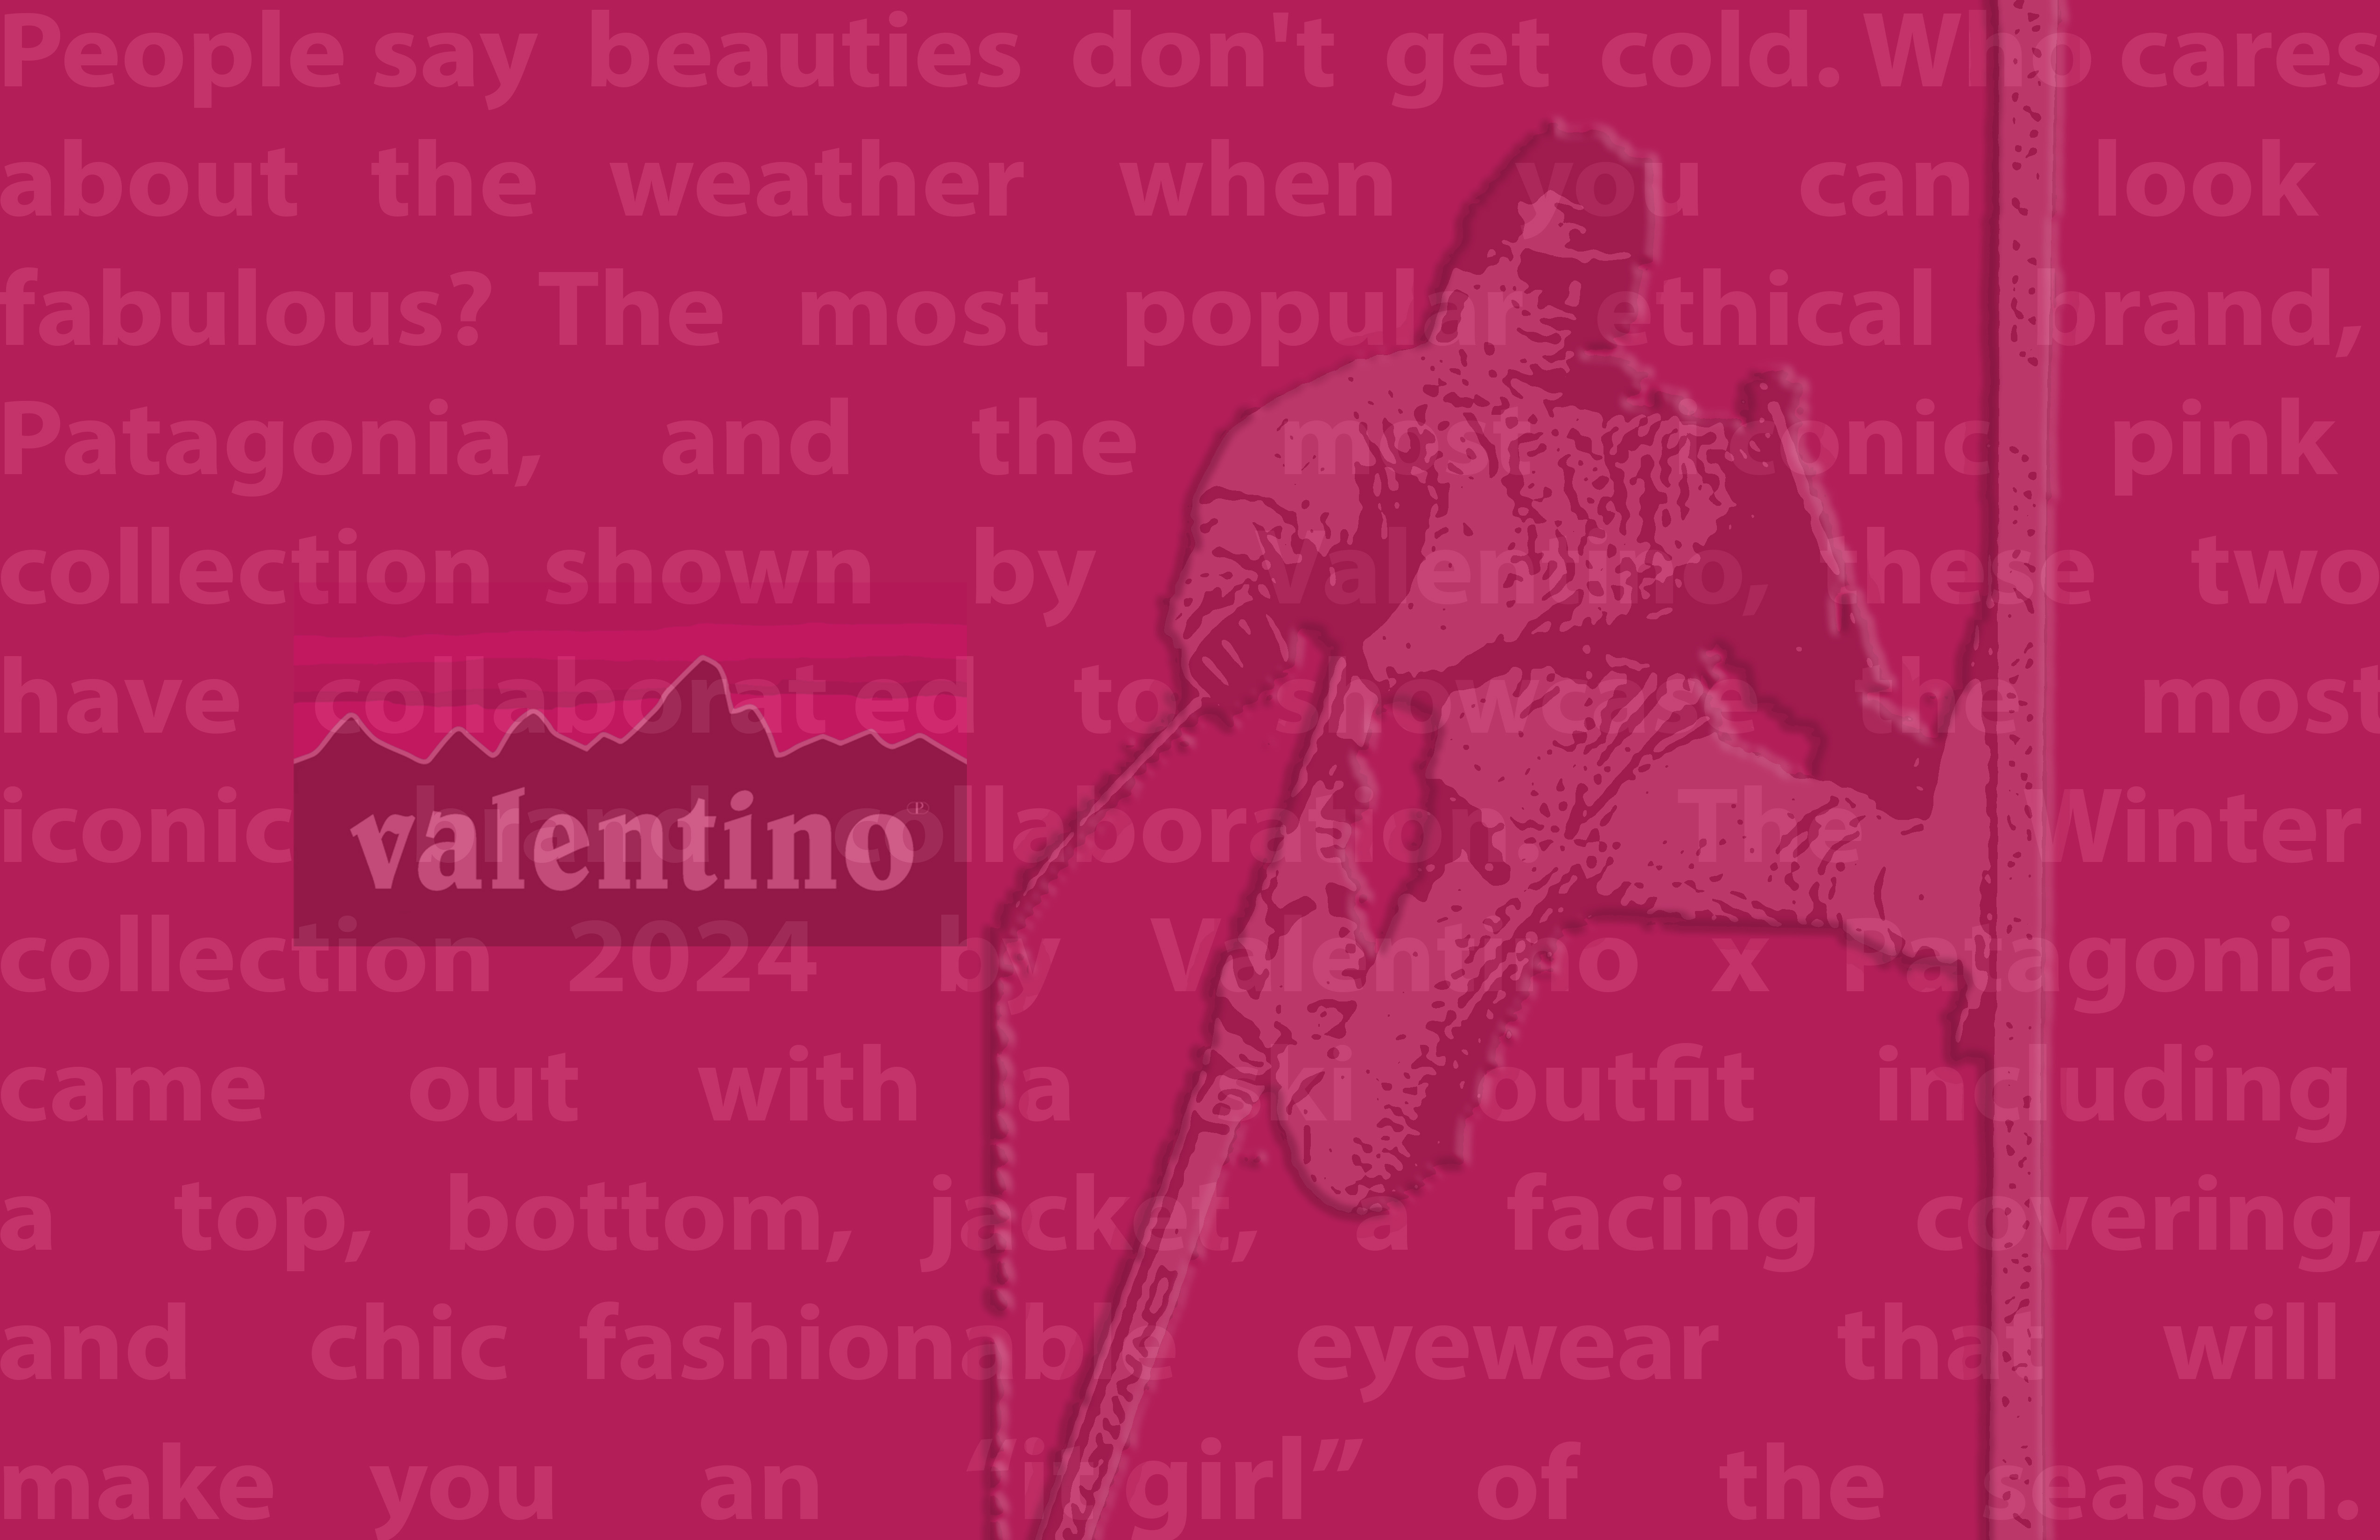 People say beauties don't get cold. Who cares
about the weather when you can look
fabulous? The most popular ethical brand,
Patagonia, and the most iconic pink
collection shown by Valentino, these two
have collaborat ed to showcase the most
iconic brand collaboration. The Winter
valentino
collection 2024 by Valentino x Patagonia
came out with a ski outfit including
a top, bottom, jacket, a facing covering,
and chic fashionable eyewear that will
make you an “it girl” of the season.